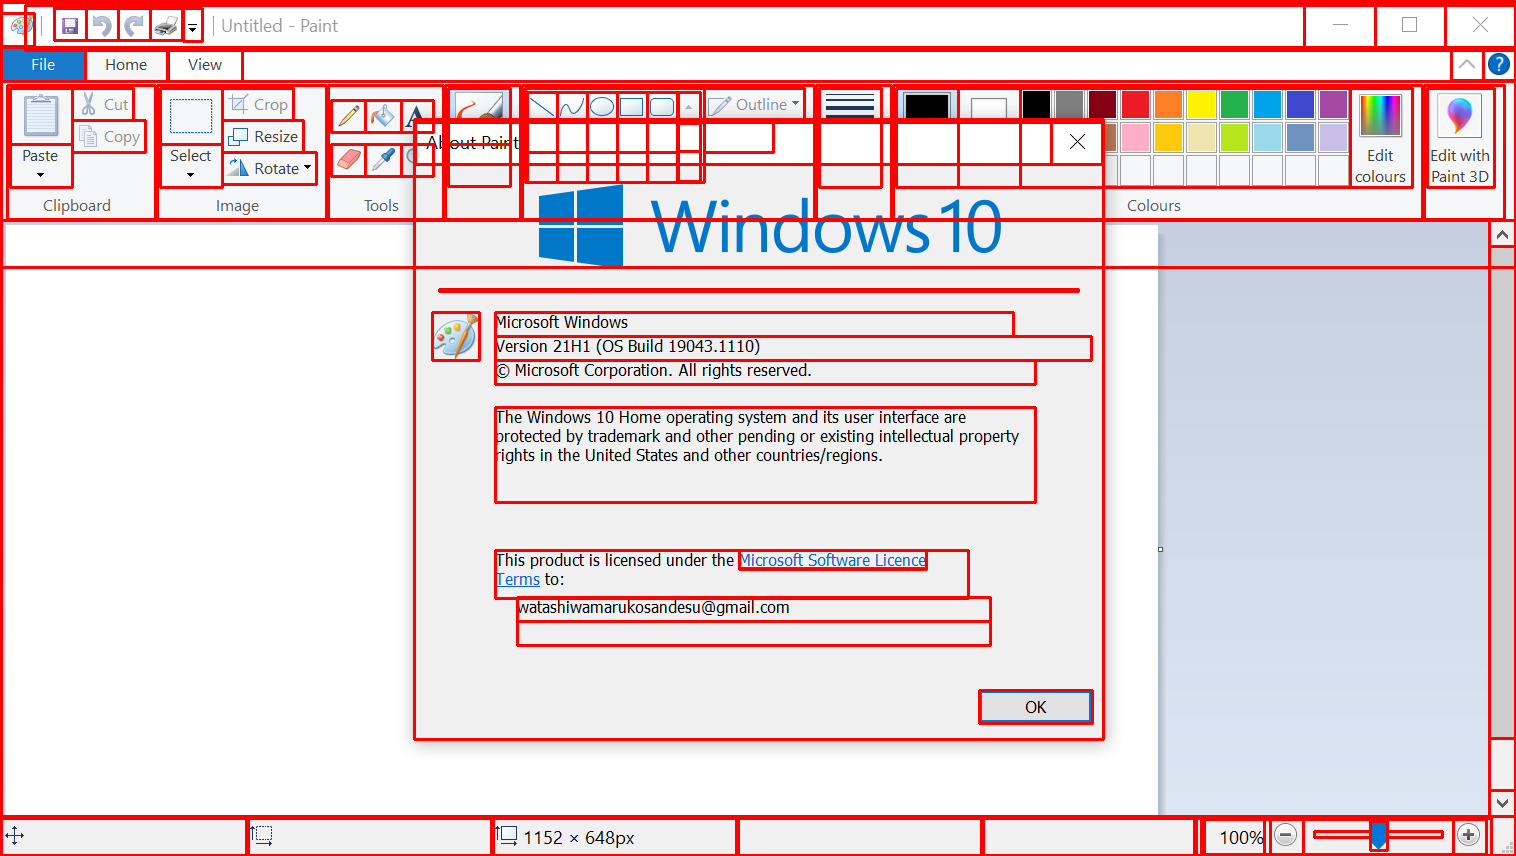 Untitled - Paint
File
Home
View
Cut
Copy
Paste
Clipboard
Crop
Resize
Rotate
Select
Image
A
Tools
Outline
Edit
colours
Colours
Edit with
Paint 3D
About Paint
Windows 10
Microsoft Windows
Version 21H1 (OS Build 19043.1110)
© Microsoft Corporation. All rights reserved.
The Windows 10 Home operating system and its user interface are
protected by trademark and other pending or existing intellectual property
rights in the United States and other countries/regions.
This product is licensed under the Microsoft Software Licence
Terms to:
watashiwamarukosandesu@gmail.com
OK
1152 × 648px
100%